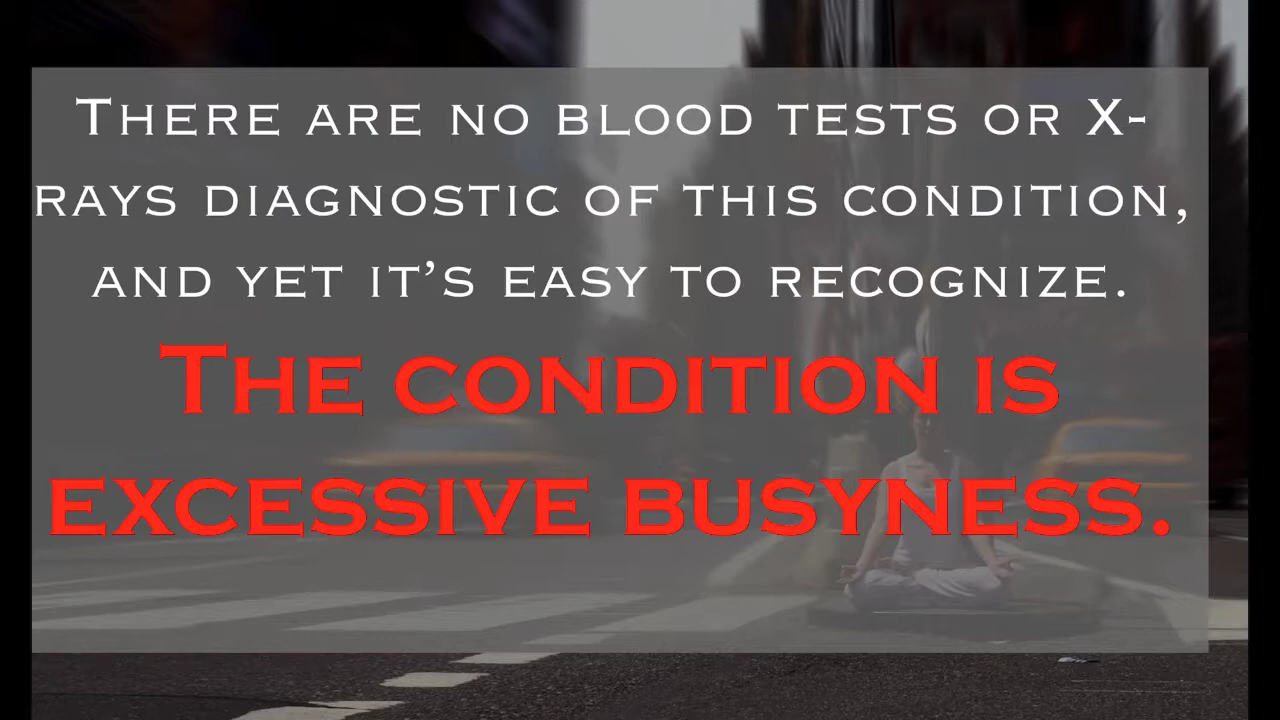 There are no blood tests or X-
rays diagnostic of this condition,
and yet it’s easy to recognize.
The condition is
excessive busyness.